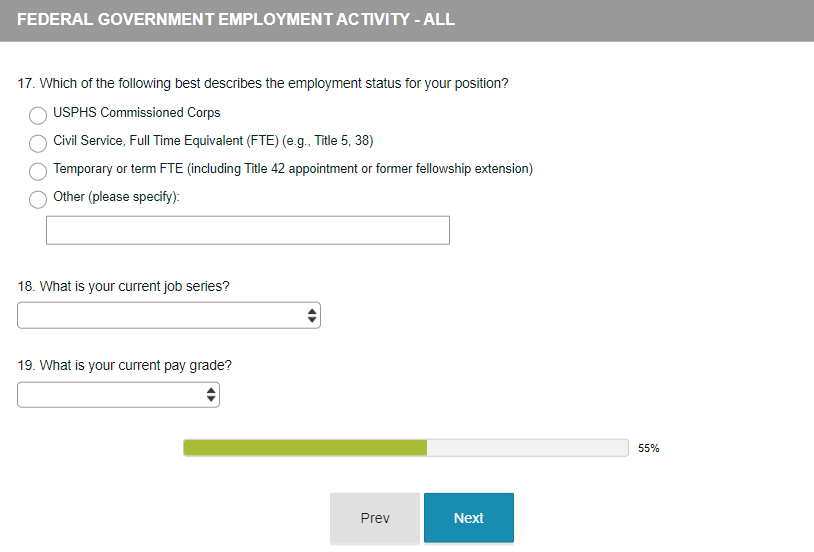 FEDERAL GOVERNMENT EMPLOYMENT ACTIVITY - ALL
17. Which of the following best describes the employment status for your position?
USPHS Commissioned Corps
Civil Service, Full Time Equivalent (FTE) (e.g., Title 5, 38)
Temporary or term FTE (including Title 42 appointment or former fellowship extension)
Other (please specify):
18. What is your current job series?
19. What is your current pay grade?
55%
Prev
Next